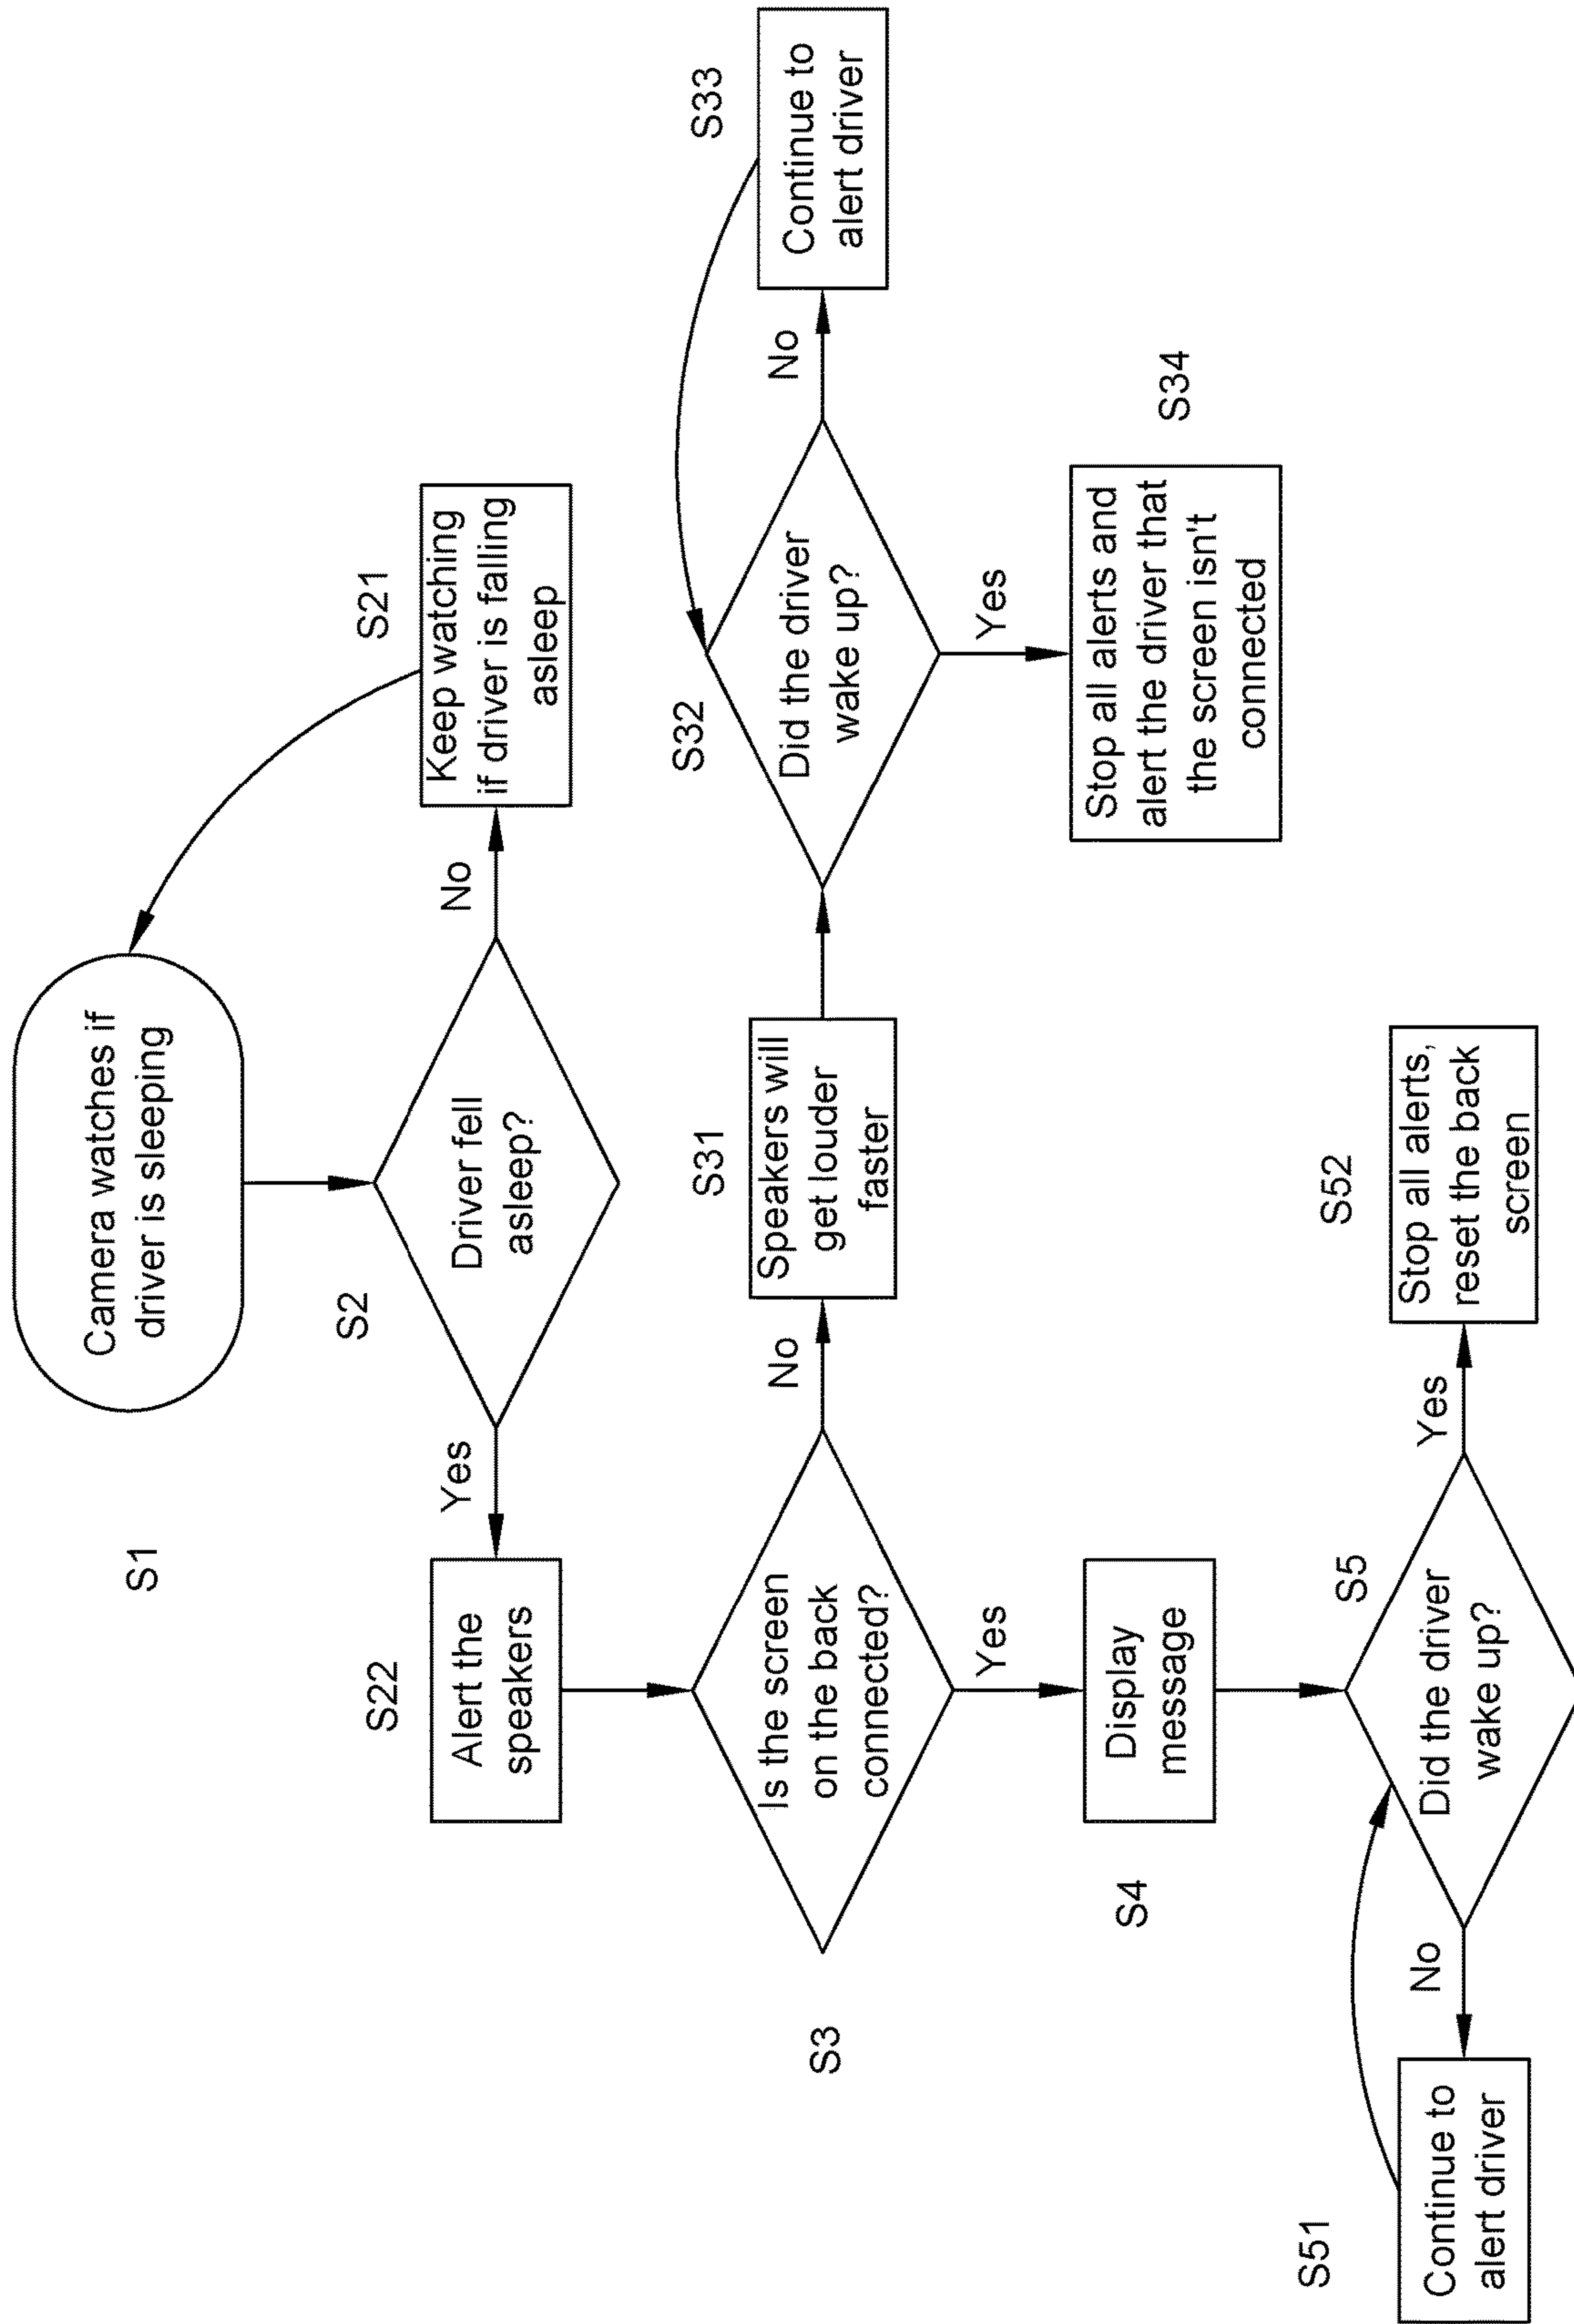 S1
Camera watches if
driver is sleeping
S2
Driver fell
asleep?
Yes
No
S21
Keep watching
if driver is falling
asleep
S22
Alert the
speakers
S3
Is the screen
on the back
connected?
No
S31
Speakers will
get louder
faster
S32
Did the driver
wake up?
No
S33
Continue to
alert driver
Yes
Stop all alerts and
alert the driver that
the screen isn't
connected
S34
Yes
S4
Display
message
S5
Did the driver
wake up?
No
S51
Continue to
alert driver
Yes
S52
Stop all alerts,
reset the back
screen